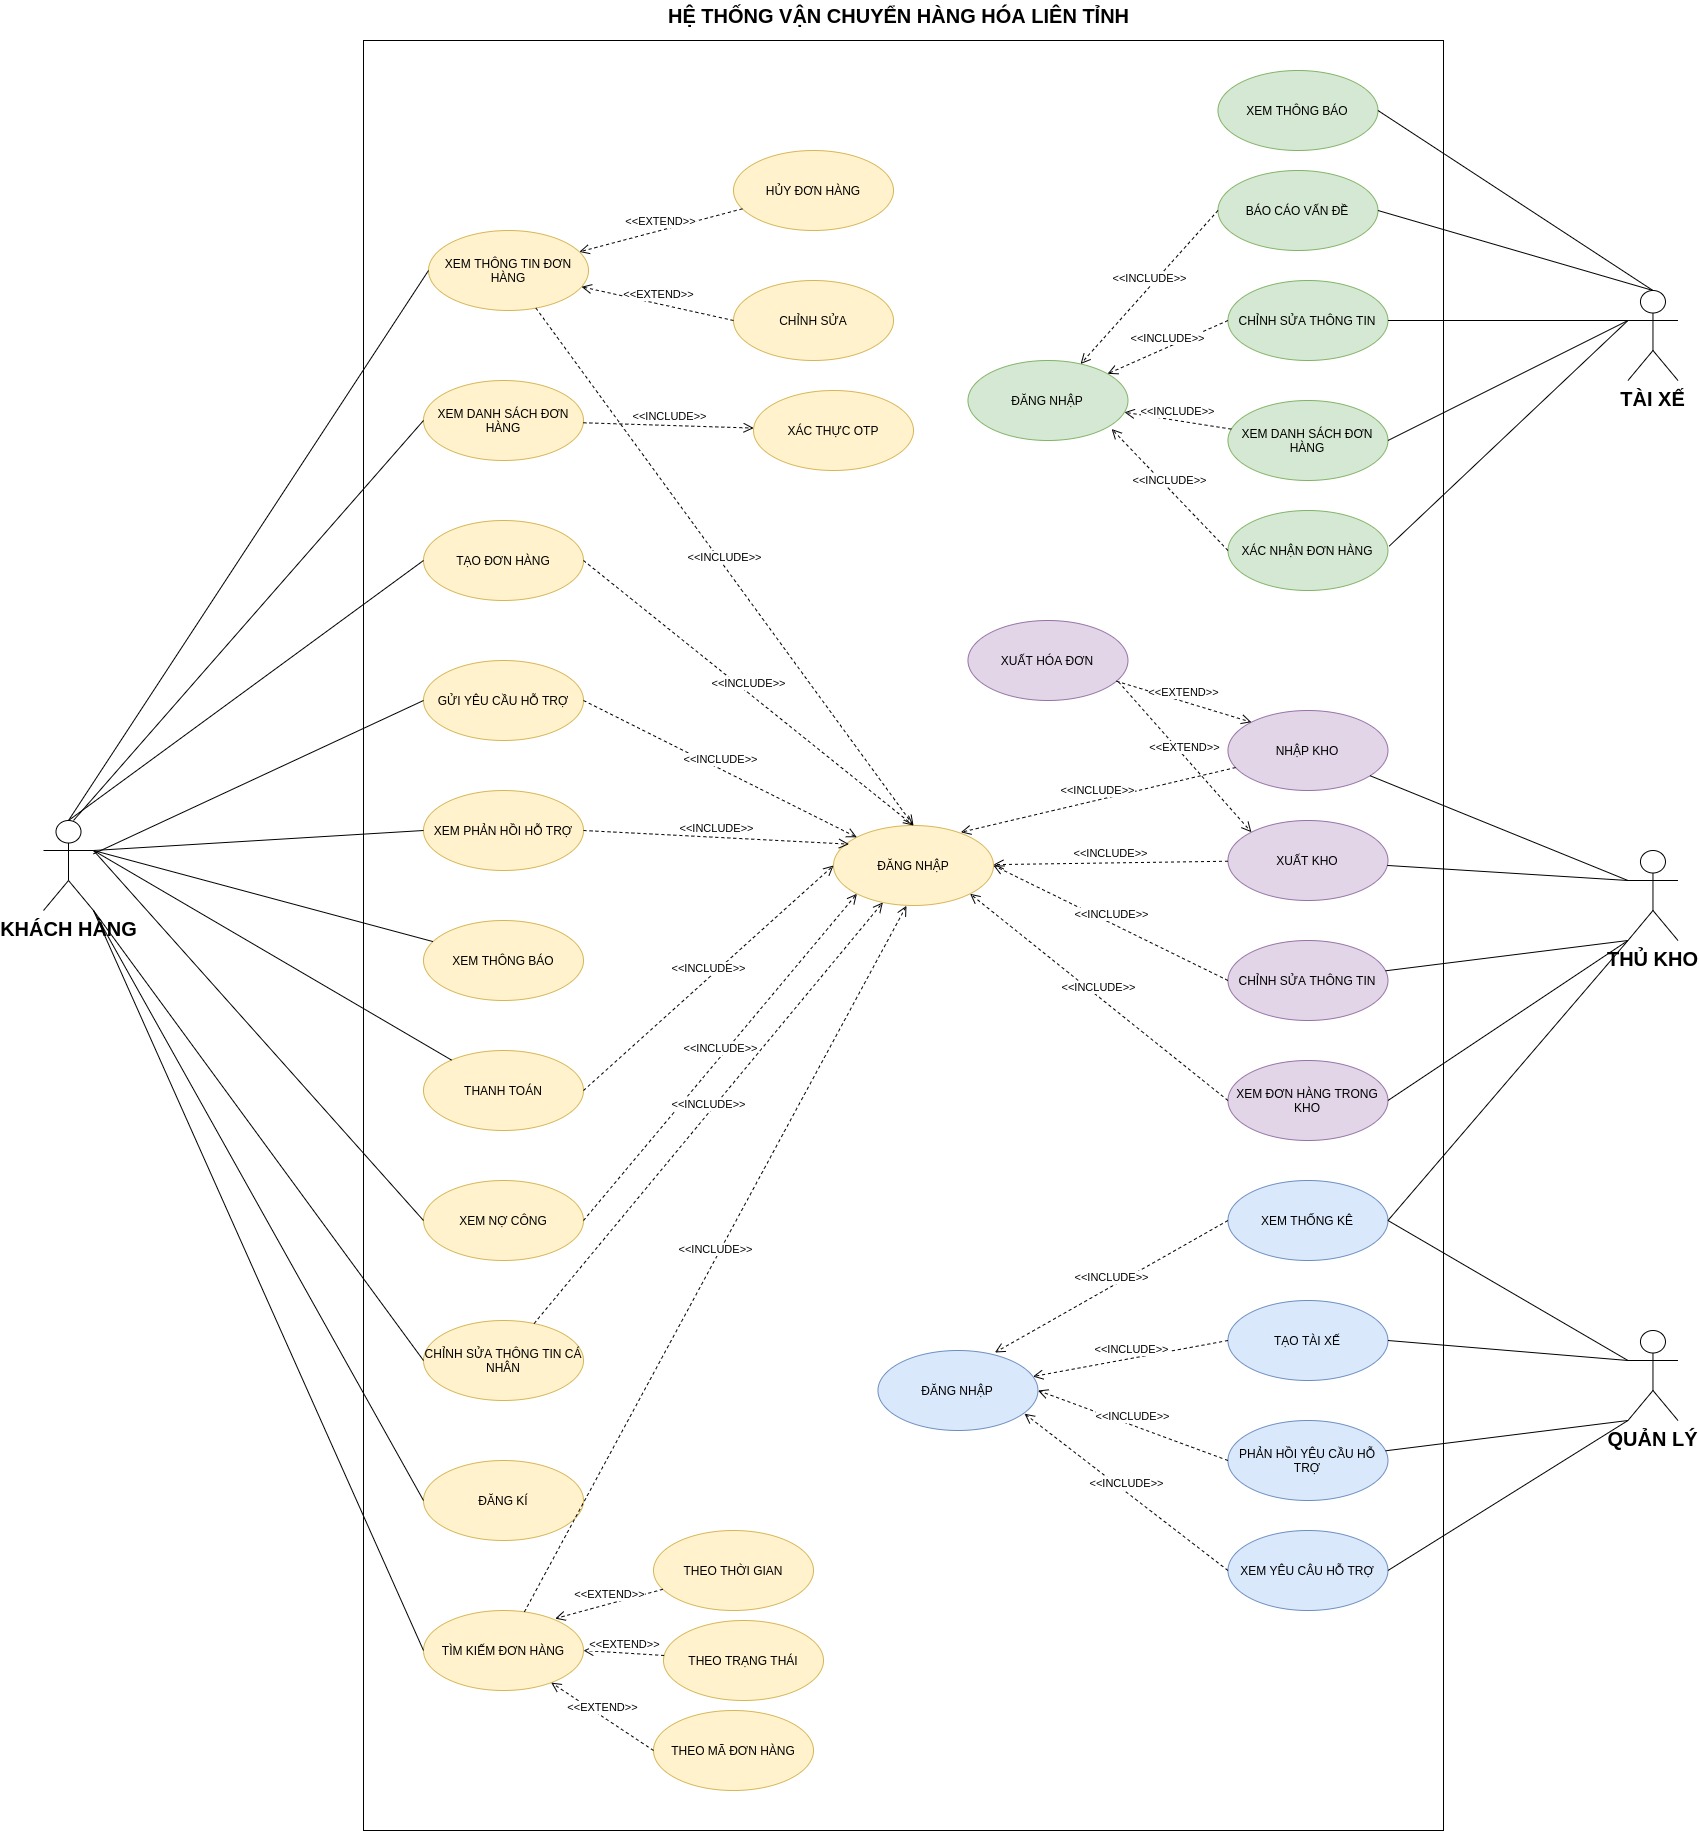 HỆ THỐNG VẬN CHUYỂN HÀNG HÓA LIÊN TỈNH
XEM THÔNG BÁO
HỦY ĐƠN HÀNG
BÁO CÁO VẤN ĐỀ
<<EXTEND>>
XEM THÔNG TIN ĐƠN
HÀNG
<<INCLUDE>>
<<EXTEND>>
CHỈNH SỬA
CHỈNH SỬA THÔNG TIN
<<INCLUDE>>
TÀI XẾ
ĐĂNG NHẬP
<<INCLUDE>>
XEM DANH SÁCH ĐƠN
HÀNG
<<INCLUDE>>
XÁC THỰC OTP
XEM DANH SÁCH ĐƠN
HÀNG
<<INCLUDE>>
XÁC NHẬN ĐƠN HÀNG
<<INCLUDE>>
TẠO ĐƠN HÀNG
XUẤT HÓA ĐƠN
<<INCLUDE>>
<<EXTEND>>
GỬI YÊU CẦU HỖ TRỢ
<<EXTEND>>
NHẬP KHO
<<INCLUDE>>
<<INCLUDE>>
XEM PHẢN HỒI HỖ TRỢ
<<INCLUDE>>
ĐĂNG NHẬP
<<INCLUDE>>
XUẤT KHO
KHÁCH HÀNG
<<INCLUDE>>
THỦ KHO
XEM THÔNG BÁO
<<INCLUDE>>
CHỈNH SỬA THÔNG TIN
<<INCLUDE>>
<<INCLUDE>>
THANH TOÁN
<<INCLUDE>>
XEM ĐƠN HÀNG TRONG
KHO
XEM NỢ CÔNG
XEM THỐNG KÊ
<<INCLUDE>>
<<INCLUDE>>
CHỈNH SỬA THÔNG TIN CÁ
NHÂN
<<INCLUDE>>
TẠO TÀI XẾ
ĐĂNG NHẬP
<<INCLUDE>>
QUẢN LÝ
PHẢN HỒI YÊU CẦU HỖ
TRỢ
<<INCLUDE>>
ĐĂNG KÍ
THEO THỜI GIAN
XEM YÊU CÂU HỖ TRỢ
<<EXTEND>>
TÌM KIẾM ĐƠN HÀNG
<<EXTEND>>
THEO TRẠNG THÁI
<<EXTEND>>
THEO MÃ ĐƠN HÀNG